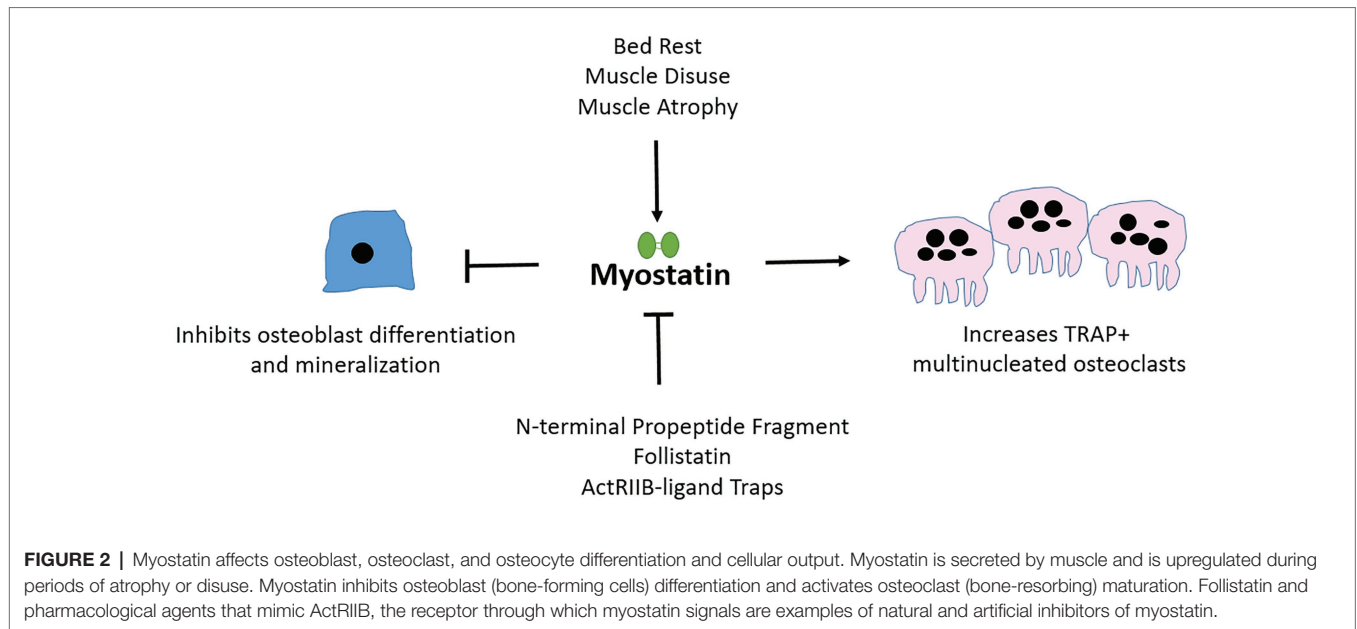 Bed Rest
Muscle Disuse
Muscle Atrophy
Myostatin
Inhibits osteoblast differentiation
and mineralization
Increases TRAP+
multinucleated osteoclasts
N-terminal Propeptide Fragment
Follistatin
ActRIIB-ligand Traps
FIGURE 2 | Myostatin affects osteoblast, osteoclast, and osteocyte differentiation and cellular output. Myostatin is secreted by muscle and is upregulated during
periods of atrophy or disuse. Myostatin inhibits osteoblast (bone-forming cells) differentiation and activates osteoclast (bone-resorbing) maturation. Follistatin and
pharmacological agents that mimic ActRIIB, the receptor through which myostatin signals are examples of natural and artificial inhibitors of myostatin.